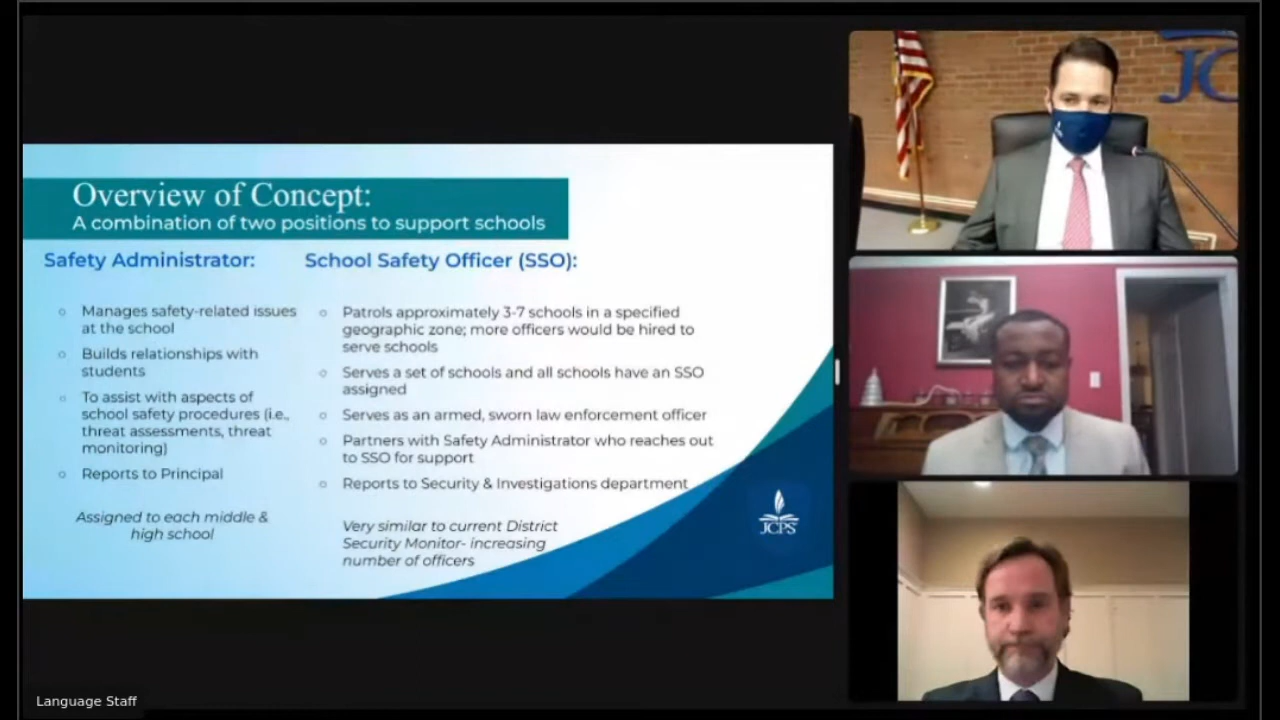 Overview of Concept:
A combination of two positions to support schools
Safety Administrator:
Manages safety-related issues
at the school
Builds relationships with
students
To assist with aspects of
school safety procedures (i.e.,
threat assessments, threat
monitoring)
Reports to Principal
Assigned to each middle &
high school
School Safety Officer (SSO):
Patrols approximately 3-7 schools in a specified
geographic zone; more officers would be hired to
serve schools
Serves a set of schools and all schools have an SSO
assigned
Serves as an armed, sworn law enforcement officer
Partners with Safety Administrator who reaches out
to SSO for support
Reports to Security & Investigations department
Very similar to current District
Security Monitor- increasing
number of officers
JCPS
JC
Language Staff